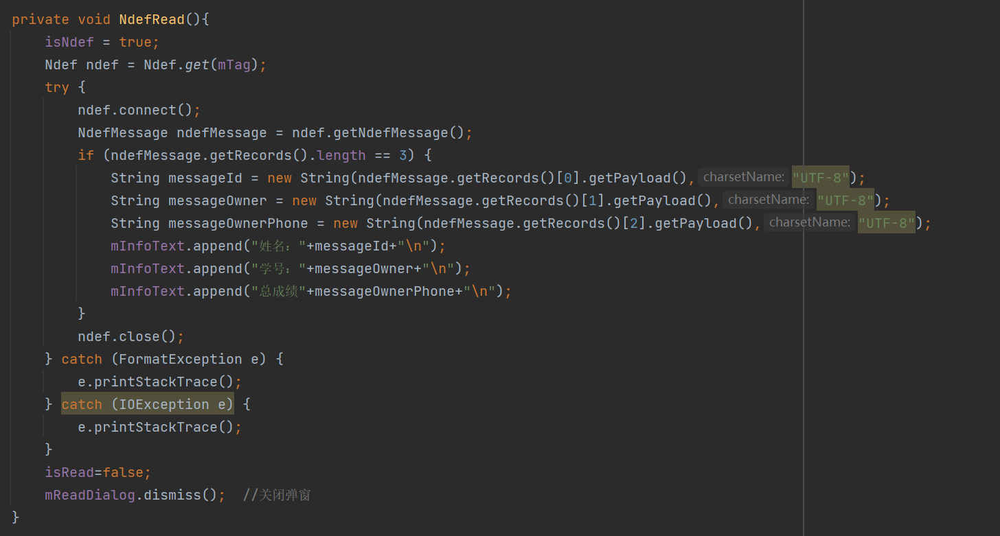 private void NdefRead(){
isNdef = true;
Ndef ndef = Ndef.get(mTag);
try {
ndef.connect();
NdefMessage ndefMessage = ndef.getNdefMessage();
if (ndefMessage.getRecords().length == 3) {
String messageId = new String(ndefMessage.getRecords()[0].getPayload(), charsetName: "UTF-8");
String messageOwner = new String(ndefMessage.getRecords()[1].getPayload(), charsetName: "UTF-8");
String messageOwnerPhone = new String(ndefMessage.getRecords()[2].getPayload(), charsetName: "UTF-8");
mInfoText.append("姓名："+messageId+"\n");
mInfoText.append("学号："+messageOwner+"\n");
mInfoText.append("总成绩"+messageOwnerPhone+"\n");
}
ndef.close();
} catch (FormatException e) {
e.printStackTrace();
} catch (IOException e) {
e.printStackTrace();
}
isRead=false;
mReadDialog.dismiss();  //关闭弹窗
}